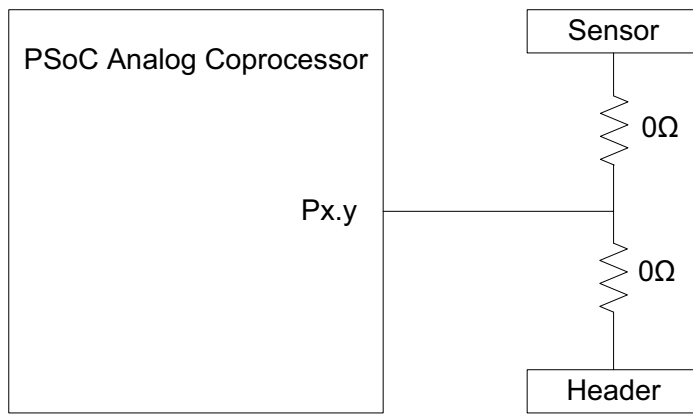 Sensor
PSoC Analog Coprocessor
0Ω
Px.y
0Ω
Header